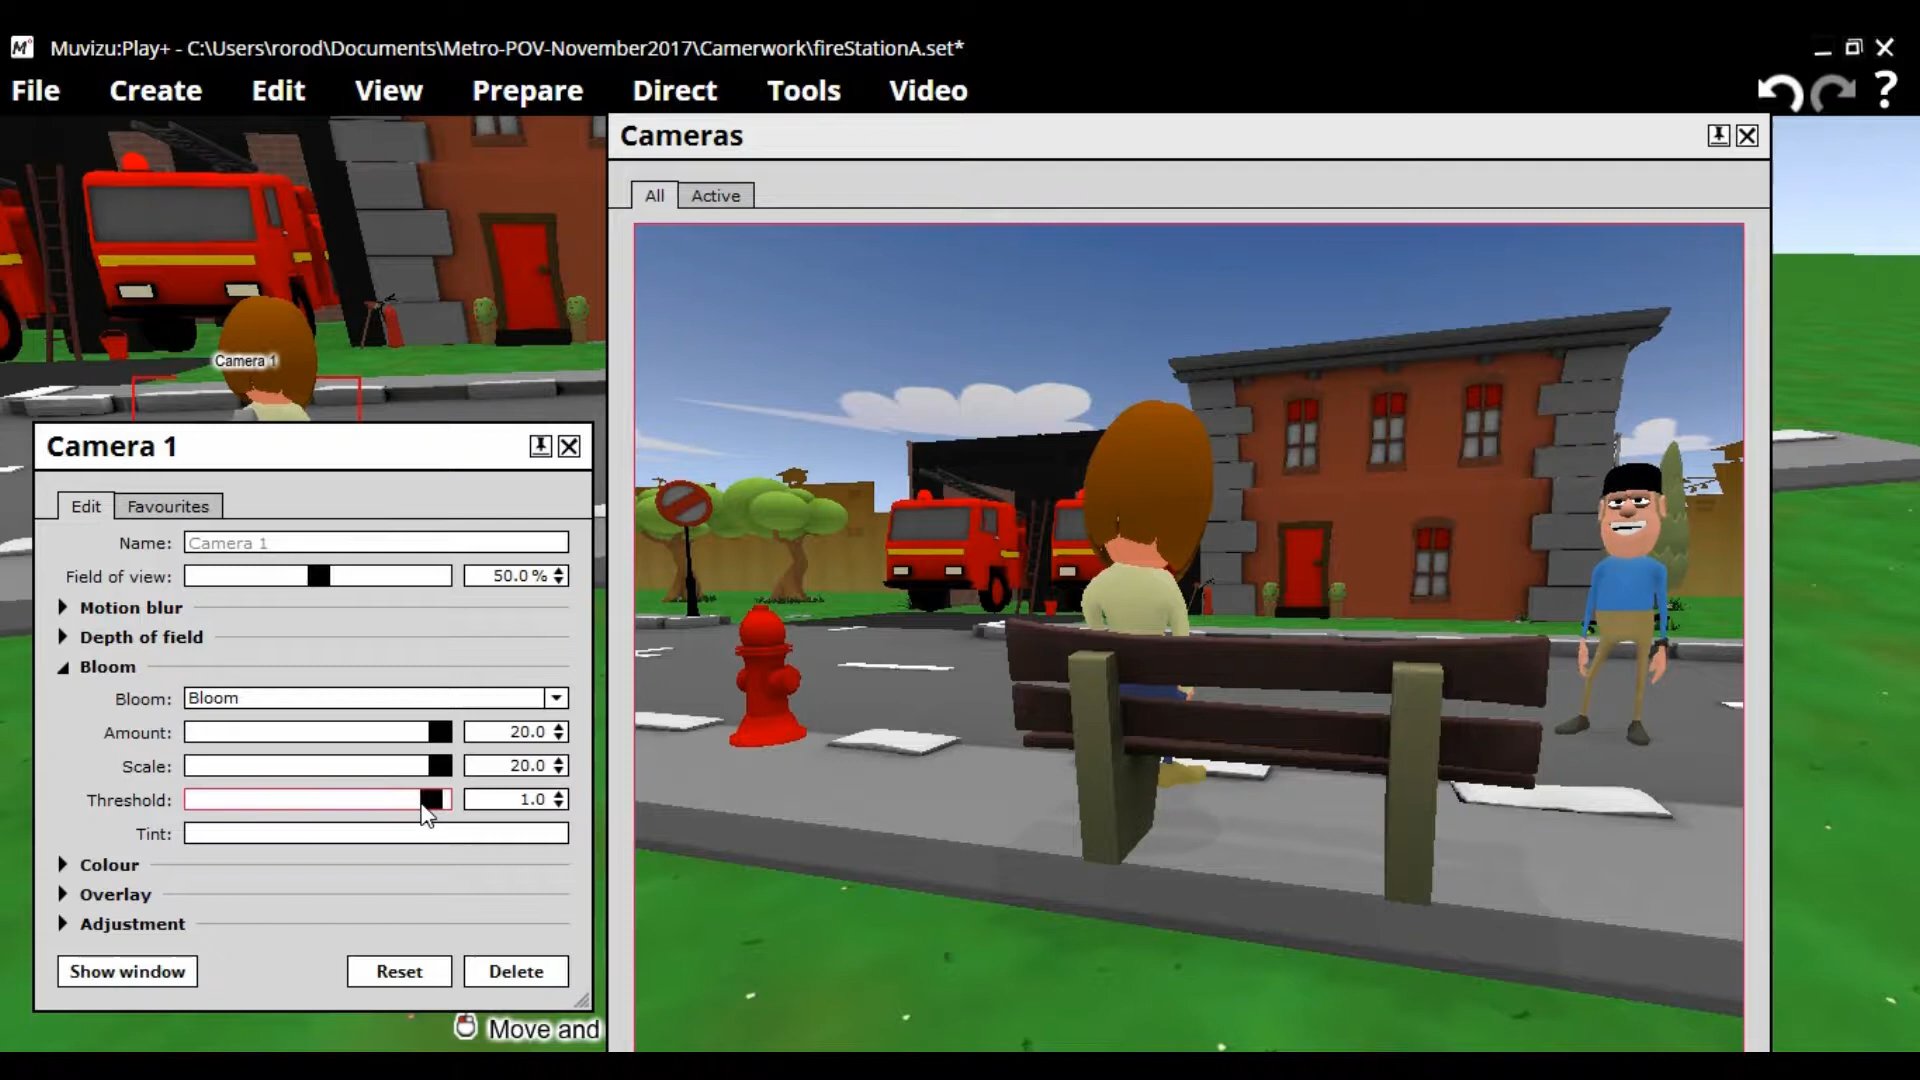 Muvizu:Play+ - C:\Users\rorod\Documents\Metro-POV-November2017\Camerwork\fireStationA.set*
File Create Edit View Prepare Direct Tools Video ?
Cameras
All Active
Camera 1
Camera 1
Edit Favourites
Name: Camera 1
Field of view: 50.0 %
Motion blur
Depth of field
Bloom
Bloom: Bloom
Amount: 20.0
Scale: 20.0
Threshold: 1.0
Tint:
Colour
Overlay
Adjustment
Show window Reset Delete
Move and